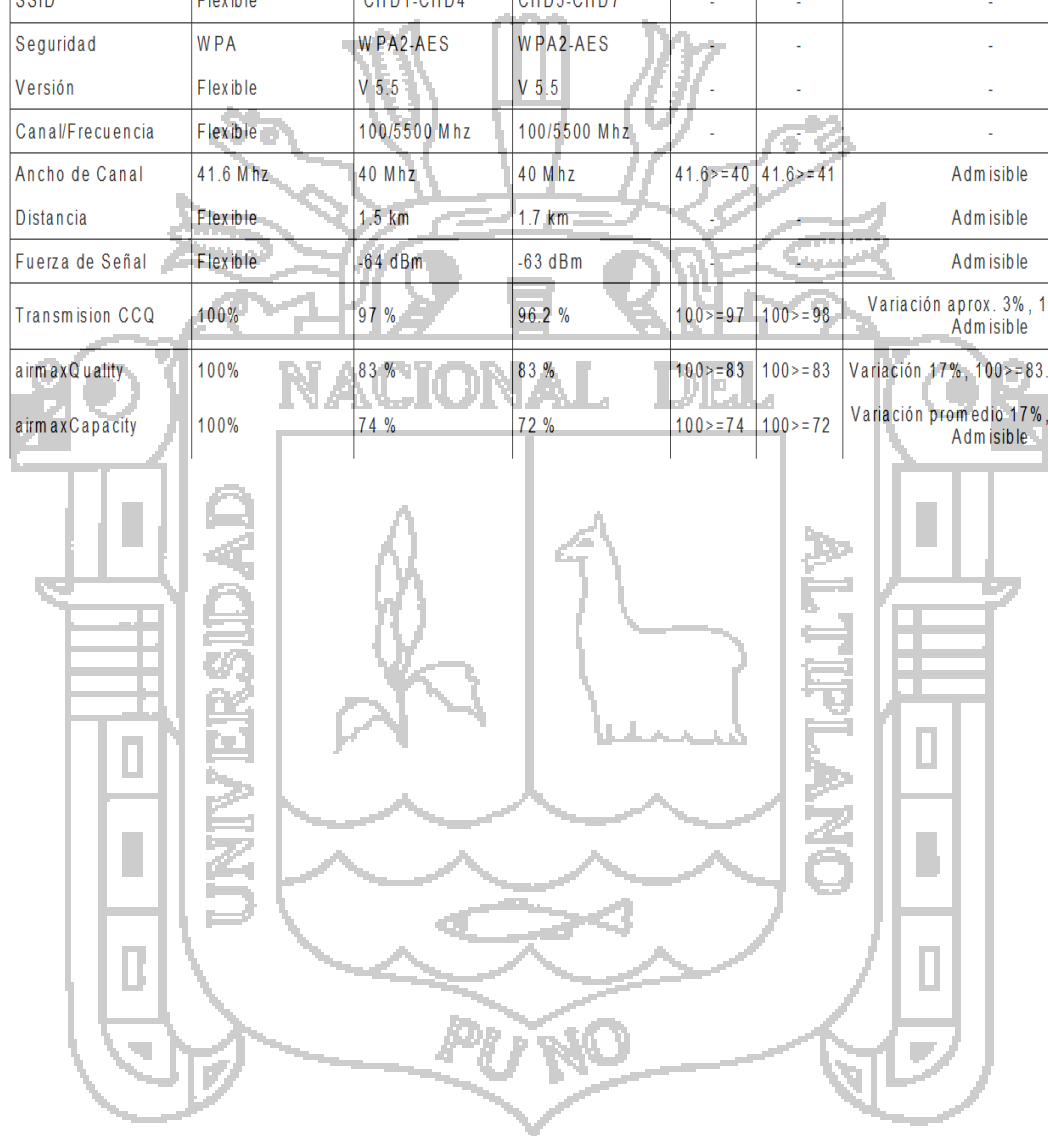 SSID Flexible CHD1-CHD4 CHD5-CHD7 - - -
Seguridad WPA WPA2-AES WPA2-AES - - -
Versión Flexible V 5.5 V 5.5 - - -
Canal/Frecuencia Flexible 100/5500 Mhz 100/5500 Mhz - - -
Ancho de Canal 41.6 Mhz 40 Mhz 40 Mhz 41.6>=40 41.6>=41 Admisible
Distancia Flexible 1.5 km 1.7 km - - Admisible
Fuerza de Señal Flexible -64 dBm -63 dBm - - Admisible
Transmision CCQ 100% 97 % 96.2 % 100>=97 100>=98 Variación aprox. 3%, 1
Admisible
airmaxQuality 100% 83 % 83 % 100>=83 100>=83 Variación 17%, 100>=83.
airmaxCapacity 100% 74 % 72 % 100>=74 100>=72 Variación promedio 17%,
Admisible
UNIVERSIDAD
NACIONAL DEL
ALTIPLANO
PUNO